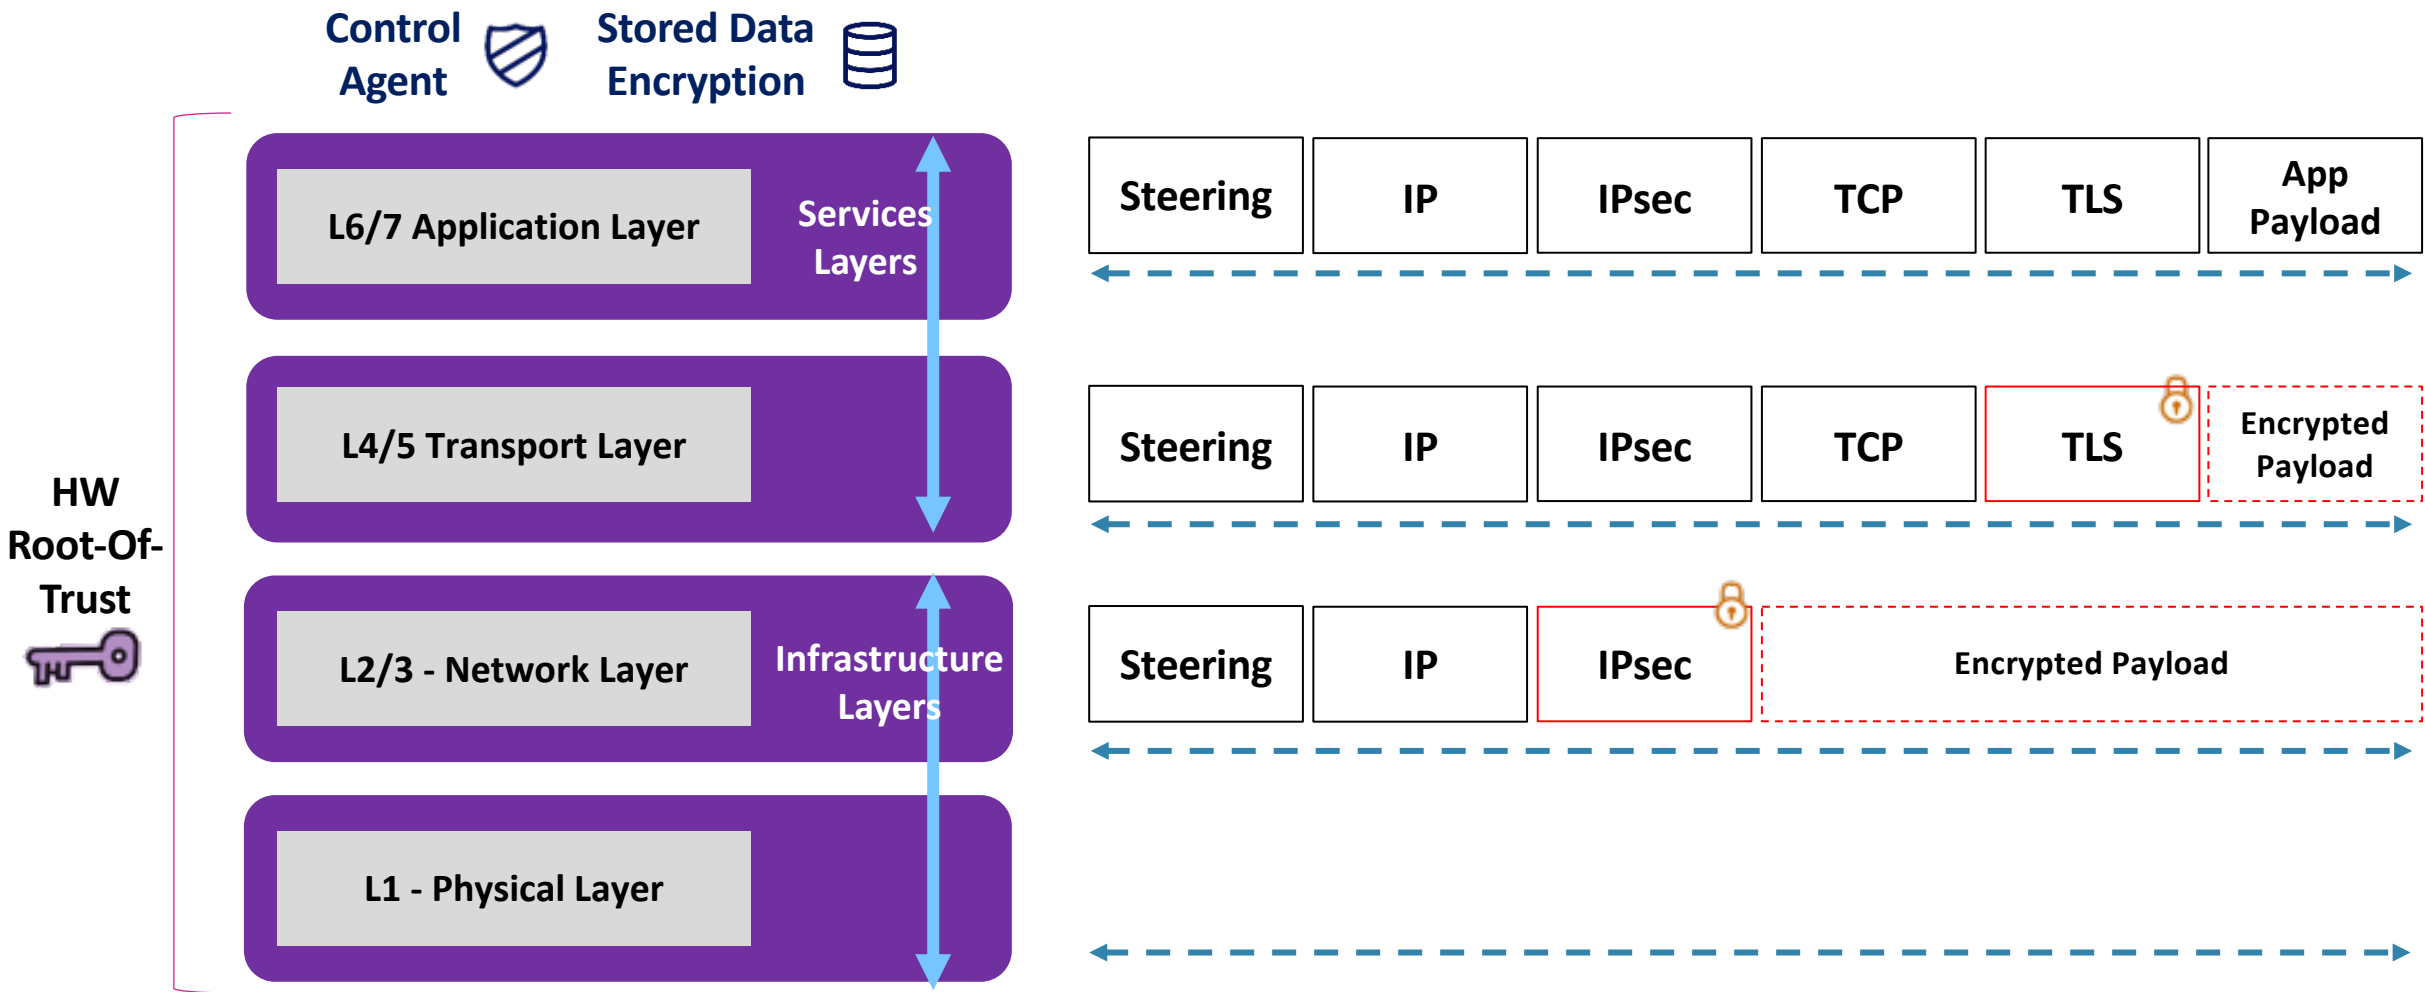 Control
Agent
Stored Data
Encryption
HW
Root-Of-
Trust
L6/7 Application Layer
Services
Layers
Steering
IP
IPsec
TCP
TLS
App
Payload
L4/5 Transport Layer
Steering
IP
IPsec
TCP
TLS
Encrypted
Payload
L2/3 - Network Layer
Infrastructure
Layers
Steering
IP
IPsec
Encrypted Payload
L1 - Physical Layer